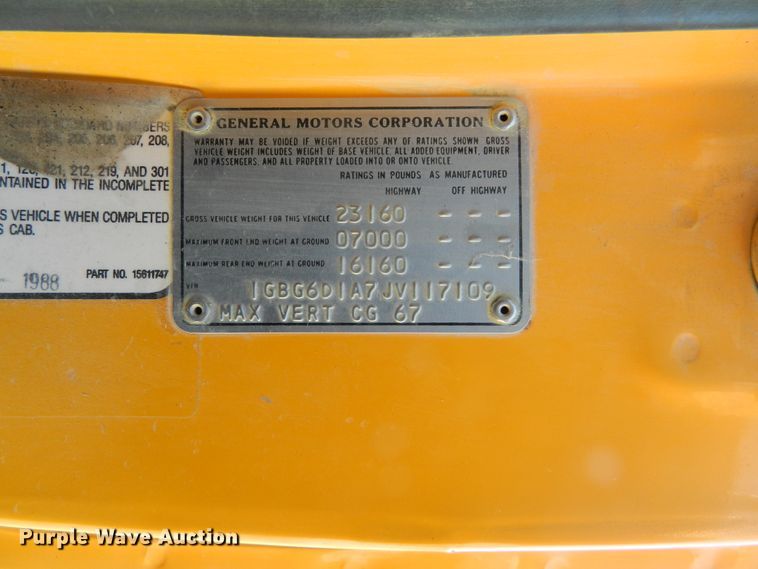 NUMBERS
206, 207, 208,
121, 212, 219, AND 301
NTAINED IN THE INCOMPLETE
S VEHICLE WHEN COMPLETED
S CAB.
1988
PART NO. 15611747
GENERAL MOTORS CORPORATION
WARRANTY MAY BE VOIDED IF WEIGHT EXCEEDS ANY OF RATINGS SHOWN GROSS
VEHICLE WEIGHT INCLUDES WEIGHT OF BASE VEHICLE, ALL ADDED EQUIPMENT, DRIVER
AND PASSENGERS, AND ALL PROPERTY LOADED INTO OR ONTO VEHICLE.
RATINGS IN POUNDS AS MANUFACTURED
HIGHWAY OFF HIGHWAY
GROSS VEHICLE WEIGHT FOR THIS VEHICLE 23160 - - -
MAXIMUM FRONT END WEIGHT AT GROUND 07000 - - -
MAXIMUM REAR END WEIGHT AT GROUND 16160 - - -
VIN 1GBG6D1A7JV117109
MAX VERT CG 67
Purple Wave Auction